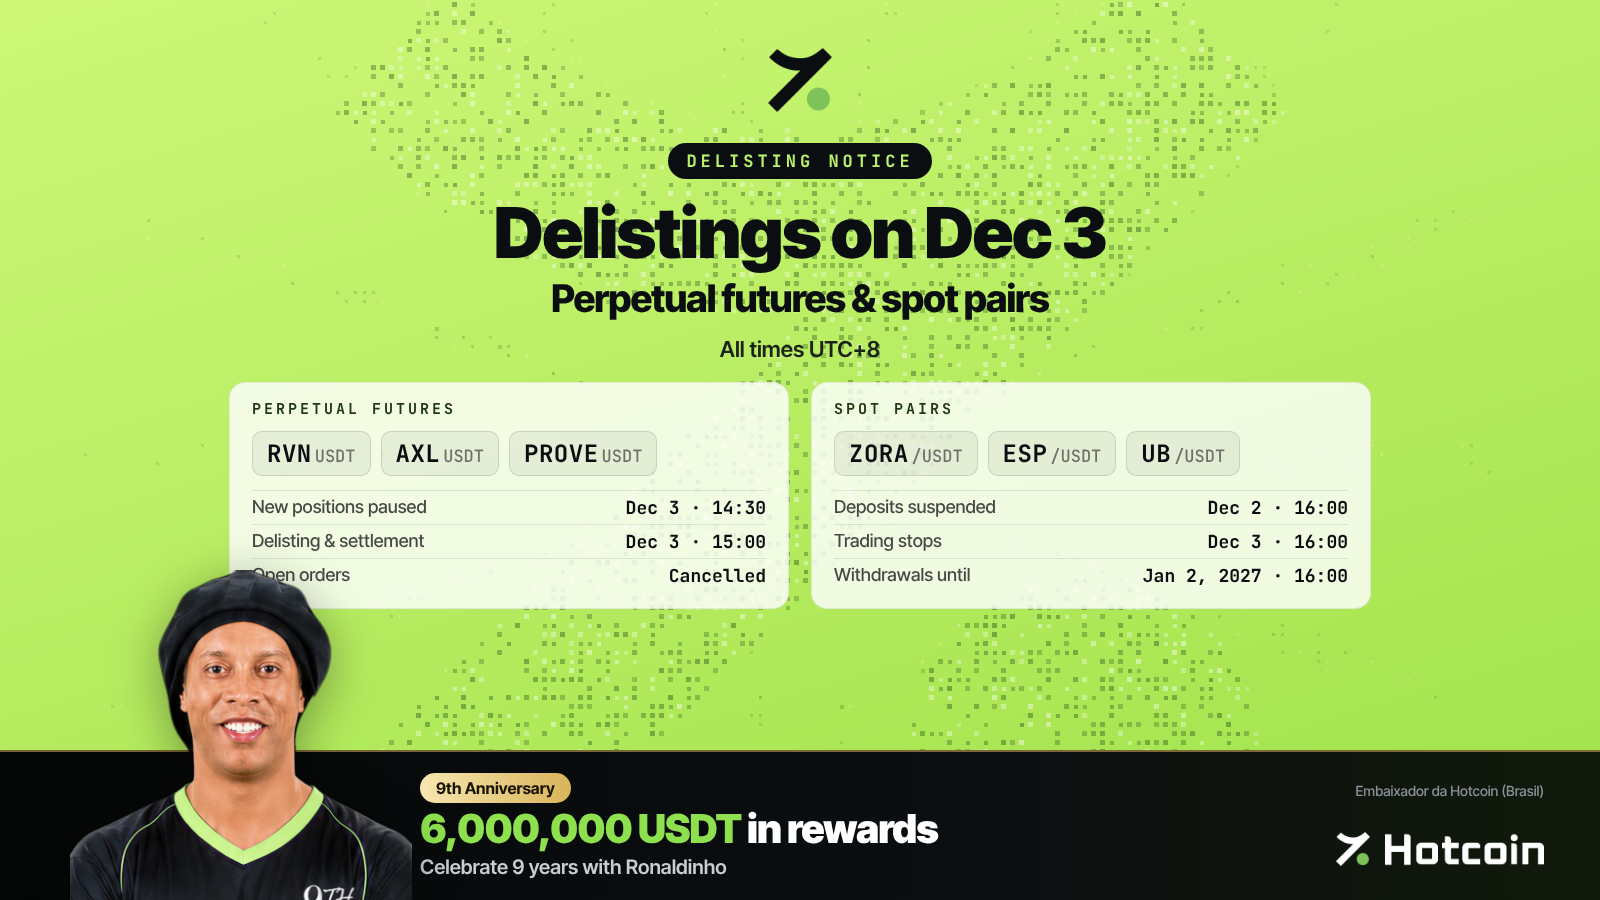 DELISTING NOTICE
Delistings on Dec 3
Perpetual futures & spot pairs
All times UTC+8
PERPETUAL FUTURES
RVN USDT AXL USDT PROVE USDT
New positions paused Dec 3 · 14:30
Delisting & settlement Dec 3 · 15:00
Open orders Cancelled
SPOT PAIRS
ZORA /USDT ESP /USDT UB /USDT
Deposits suspended Dec 2 · 16:00
Trading stops Dec 3 · 16:00
Withdrawals until Jan 2, 2027 · 16:00
9th Anniversary
6,000,000 USDT in rewards
Celebrate 9 years with Ronaldinho
9TH
Embaixador da Hotcoin (Brasil)
Hotcoin